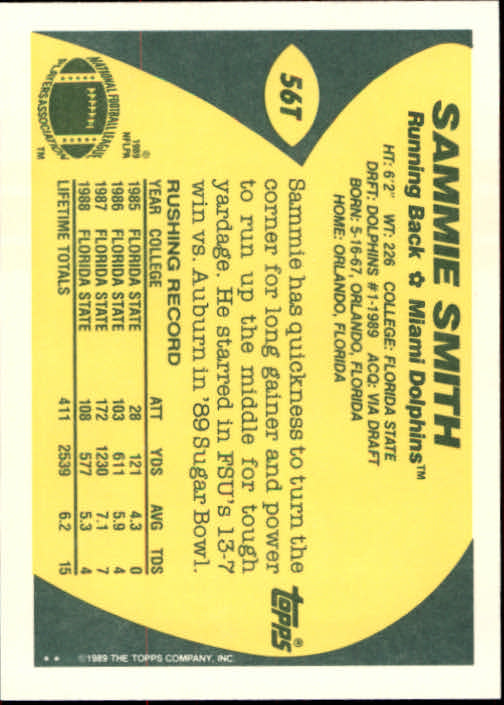 56T
SAMMIE SMITH
Running Back ✿ Miami Dolphins™
HT: 6'2" WT: 226 COLLEGE: FLORIDA STATE
DRFT: DOLPHINS #1-1989 ACQ: VIA DRAFT
BORN: 5-16-67, ORLANDO, FLORIDA
HOME: ORLANDO, FLORIDA
Sammie has quickness to turn the
corner for long gainer and power
to run up the middle for tough
yardage. He starred in FSU's 13-7
win vs. Auburn in '89 Sugar Bowl.
topps®
RUSHING RECORD
YEAR COLLEGE ATT YDS AVG TDS
1985 FLORIDA STATE 28 121 4.3 0
1986 FLORIDA STATE 103 611 5.9 4
1987 FLORIDA STATE 172 1230 7.1 7
1988 FLORIDA STATE 108 577 5.3 4
LIFETIME TOTALS 411 2539 6.2 15
NATIONAL FOOTBALL LEAGUE
PLAYERS ASSOCIATION
™
©
1989
NFLPA
** ©1989 THE TOPPS COMPANY, INC.